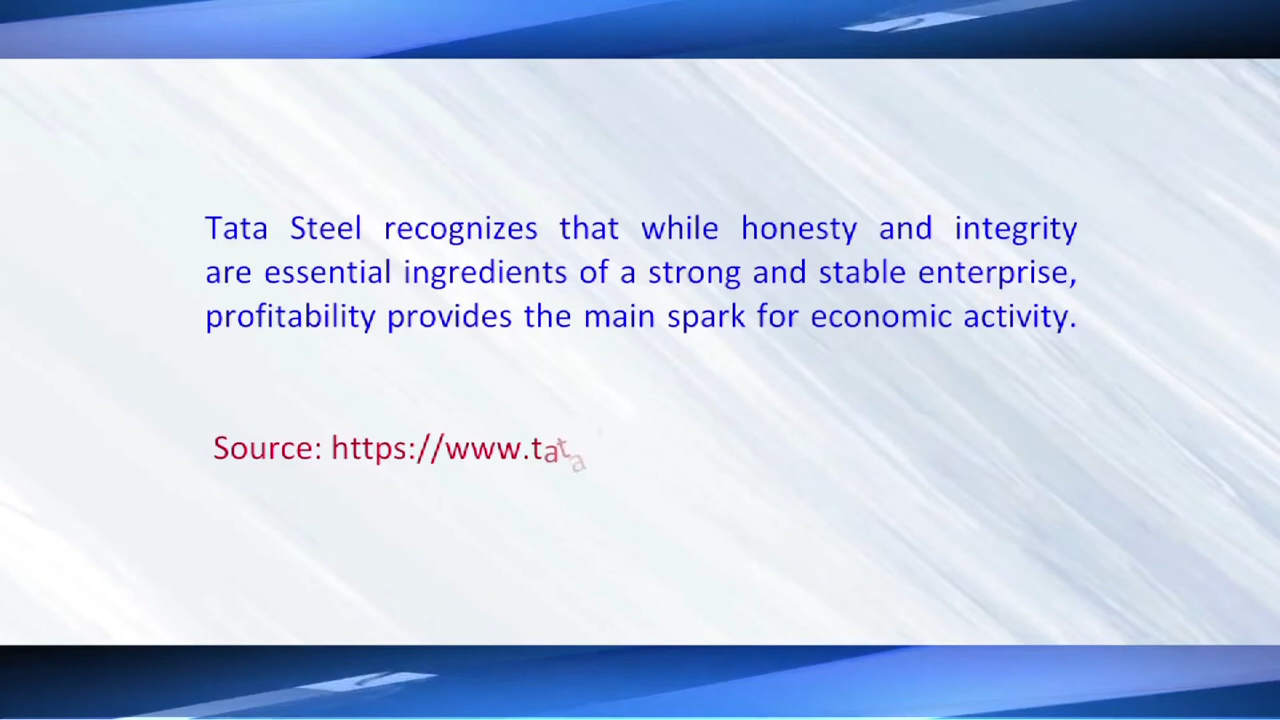 Tata Steel recognizes that while honesty and integrity
are essential ingredients of a strong and stable enterprise,
profitability provides the main spark for economic activity.
Source: https://www.tata